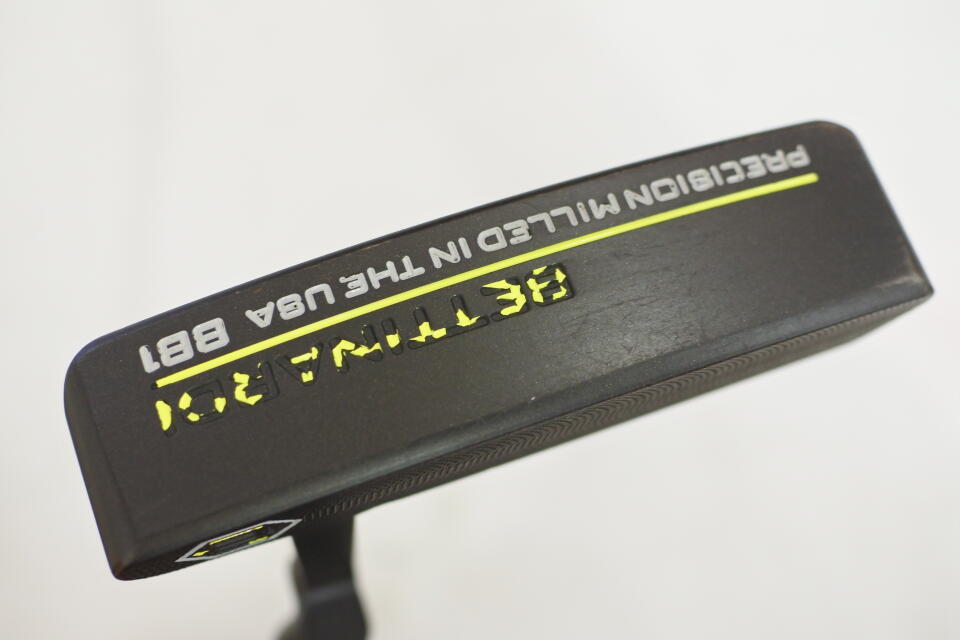 PRECISION MILLED IN THE USA BB1
BETTINARDI